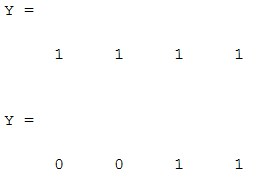 Y =
1 1 1 1
Y =
0 0 1 1